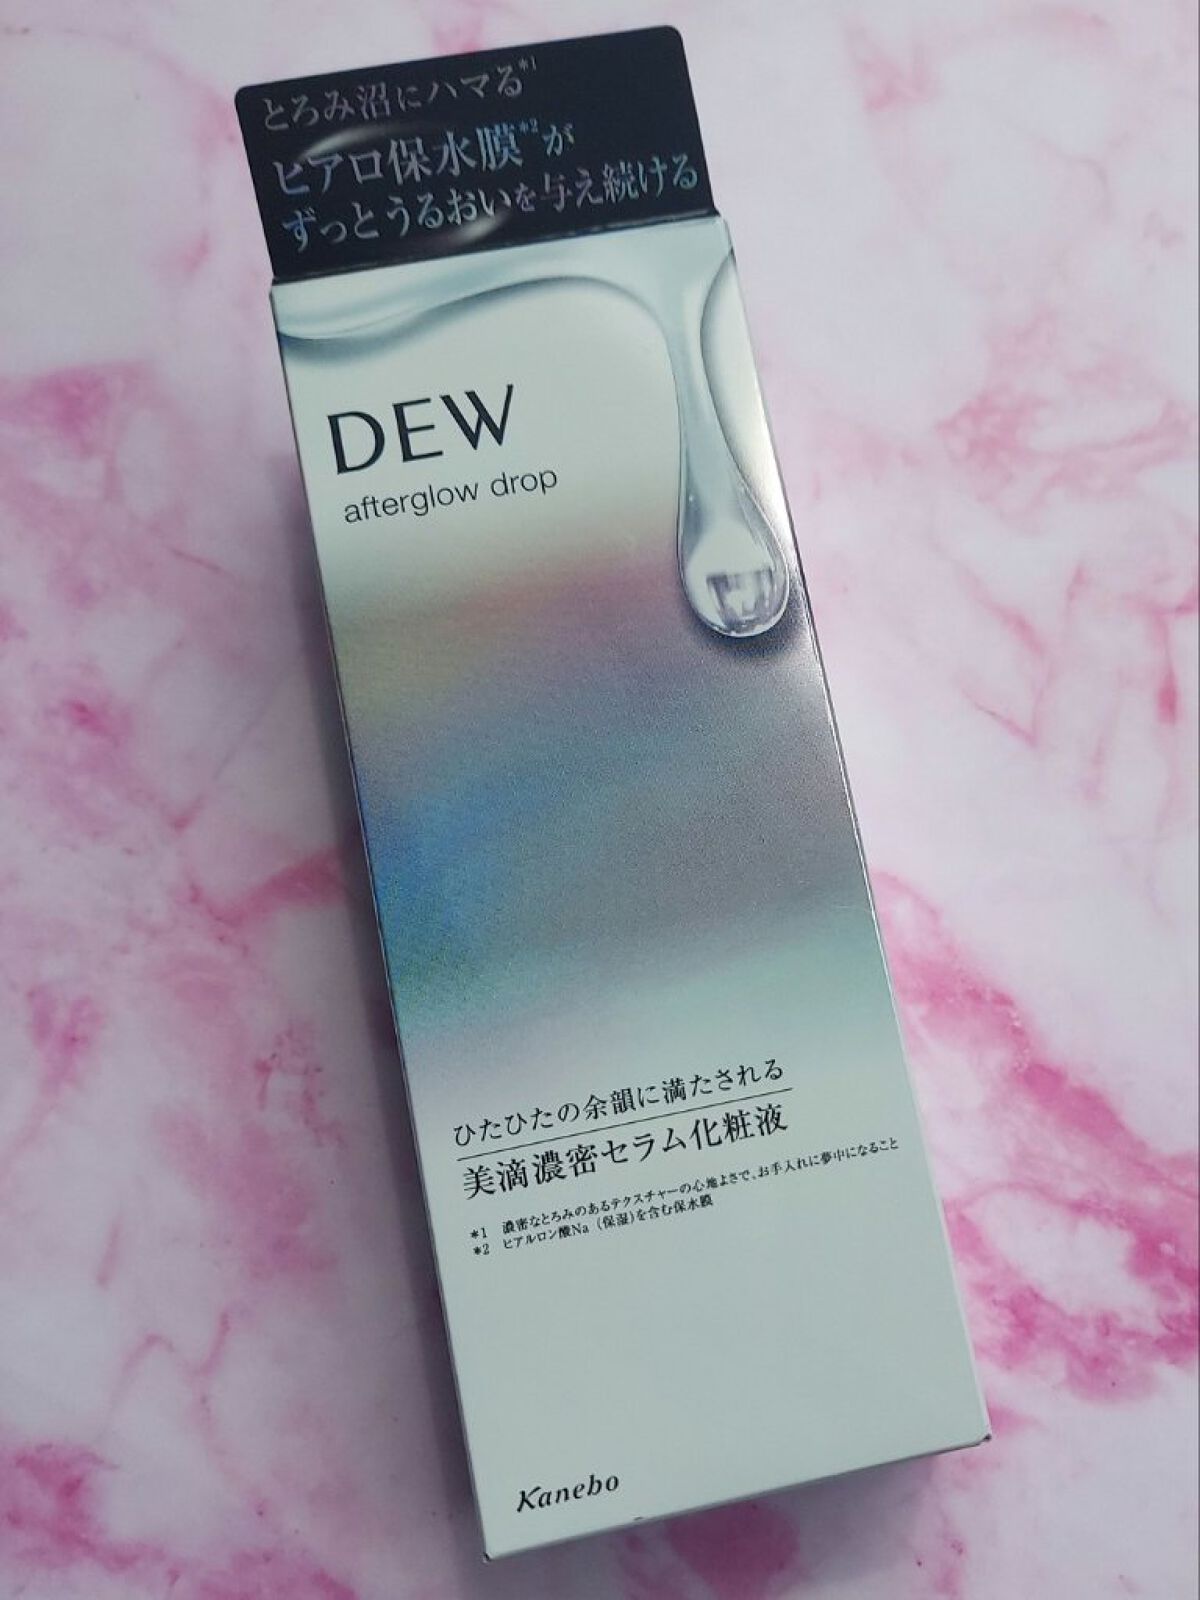 とろみ沼にハマる*1
ヒアロ保水膜*2が
ずっとうるおいを与え続ける
DEW
afterglow drop
ひたひたの余韻に満たされる
美滴濃密セラム化粧液
*1 濃密なとろみのあるテクスチャーの心地よさで、お手入れに夢中になること
*2 ヒアルロン酸Na（保湿）を含む保水膜
Kanebo